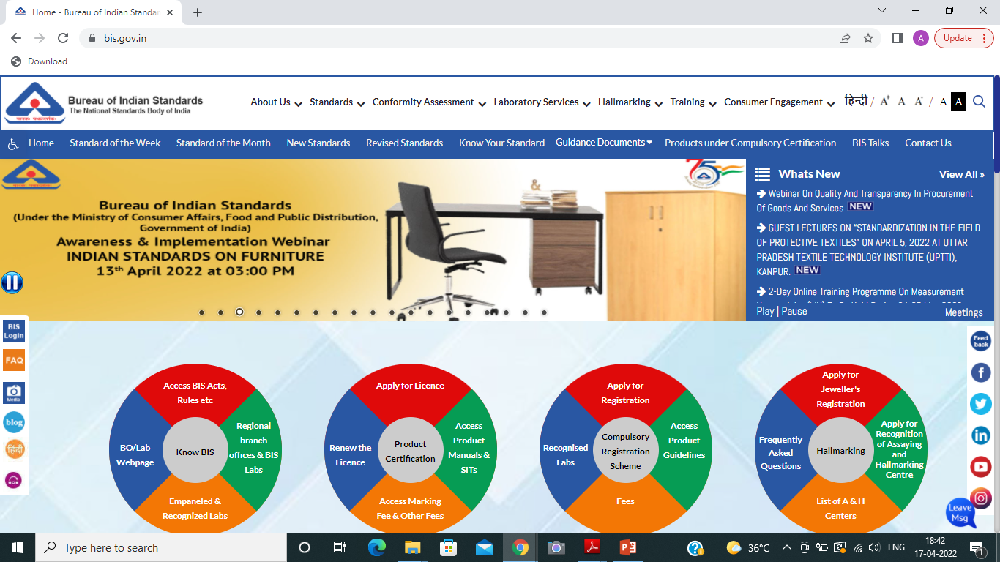 Home - Bureau of Indian Standar
bis.gov.in
A
Update
Download
Bureau of Indian Standards
The National Standards Body of India
About Us
Standards
Conformity Assessment
Laboratory Services
Hallmarking
Training
Consumer Engagement
हिन्दी / A+ A A- / A A
Home
Standard of the Week
Standard of the Month
New Standards
Revised Standards
Know Your Standard
Guidance Documents
Products under Compulsory Certification
BIS Talks
Contact Us
Bureau of Indian Standards
(Under the Ministry of Consumer Affairs, Food and Public Distribution,
Government of India)
Awareness & Implementation Webinar
INDIAN STANDARDS ON FURNITURE
13th April 2022 at 03:00 PM
&
75
Whats New
View All »
Webinar On Quality And Transparency In Procurement
Of Goods And Services NEW
GUEST LECTURES ON “STANDARDIZATION IN THE FIELD
OF PROTECTIVE TEXTILES” ON APRIL 5, 2022 AT UTTAR
PRADESH TEXTILE TECHNOLOGY INSTITUTE (UPTTI),
KANPUR. NEW
2-Day Online Training Programme On Measurement
Play | Pause
Meetings
BIS
Login
FAQ
Media
blog
हिंदी
Feed
back
Leave
Msg
Access BIS Acts,
Rules etc
Regional
branch
offices & BIS
Labs
BO/Lab
Webpage
Know BIS
Empaneled &
Recognized Labs
Apply for Licence
Access
Product
Manuals &
SITs
Renew the
Licence
Product
Certification
Access Marking
Fee & Other Fees
Apply for
Registration
Access
Product
Guidelines
Recognised
Labs
Compulsory
Registration
Scheme
Fees
Apply for
Jeweller's
Registration
Apply for
Recognition
of Assaying
and
Hallmarking
Centre
Frequently
Asked
Questions
Hallmarking
List of A & H
Centers
Type here to search
36°C
ENG
18:42
17-04-2022
1